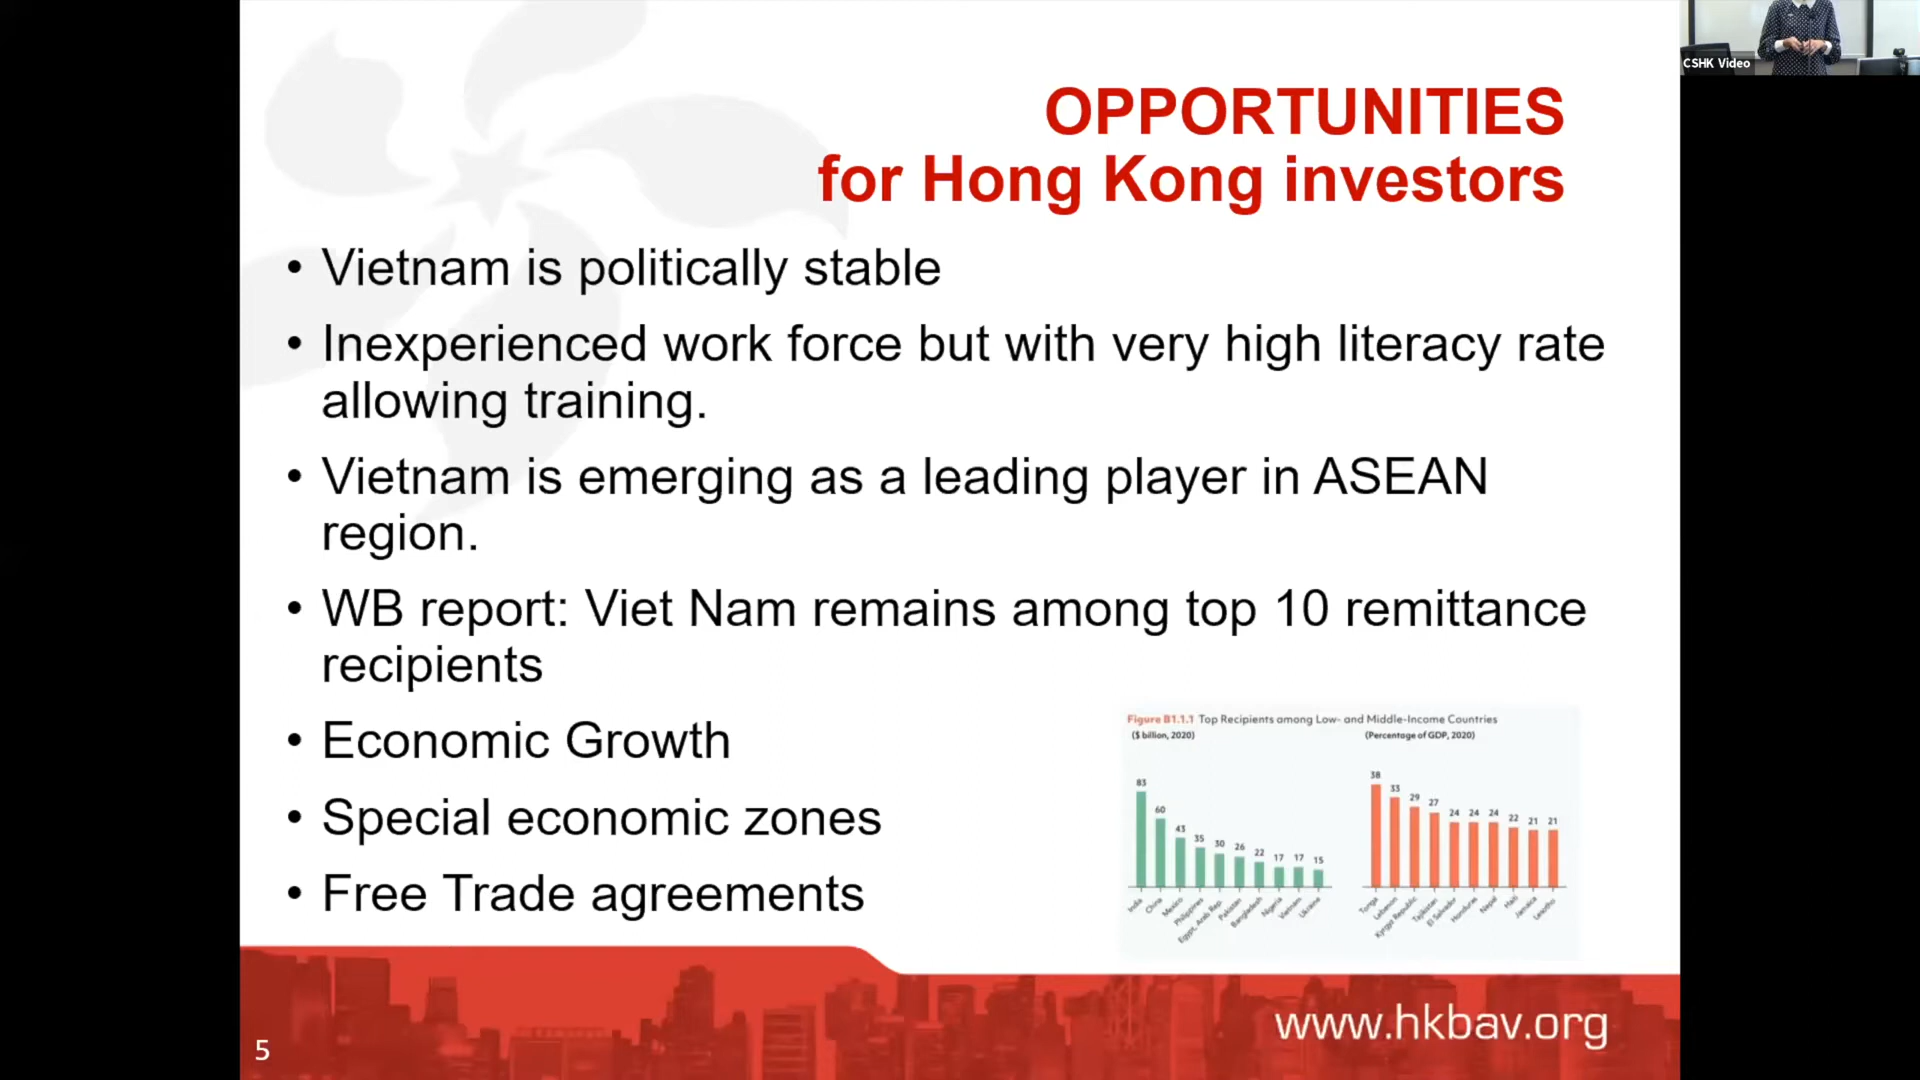 CSHK Video
OPPORTUNITIES
for Hong Kong investors
• Vietnam is politically stable
• Inexperienced work force but with very high literacy rate
allowing training.
• Vietnam is emerging as a leading player in ASEAN
region.
• WB report: Viet Nam remains among top 10 remittance
recipients
• Economic Growth
• Special economic zones
• Free Trade agreements
Figure B1.1.1 Top Recipients among Low- and Middle-Income Countries
($ billion, 2020)
83 60 43 35 30 26 22 17 17 15
India China Mexico Philippines Egypt, Arab Rep. Pakistan Bangladesh Nigeria Vietnam Ukraine
(Percentage of GDP, 2020)
38 33 29 27 24 24 24 22 21 21
Tonga Lebanon Kyrgyz Republic Tajikistan El Salvador Honduras Nepal Haiti Jamaica Lesotho
www.hkbav.org
5